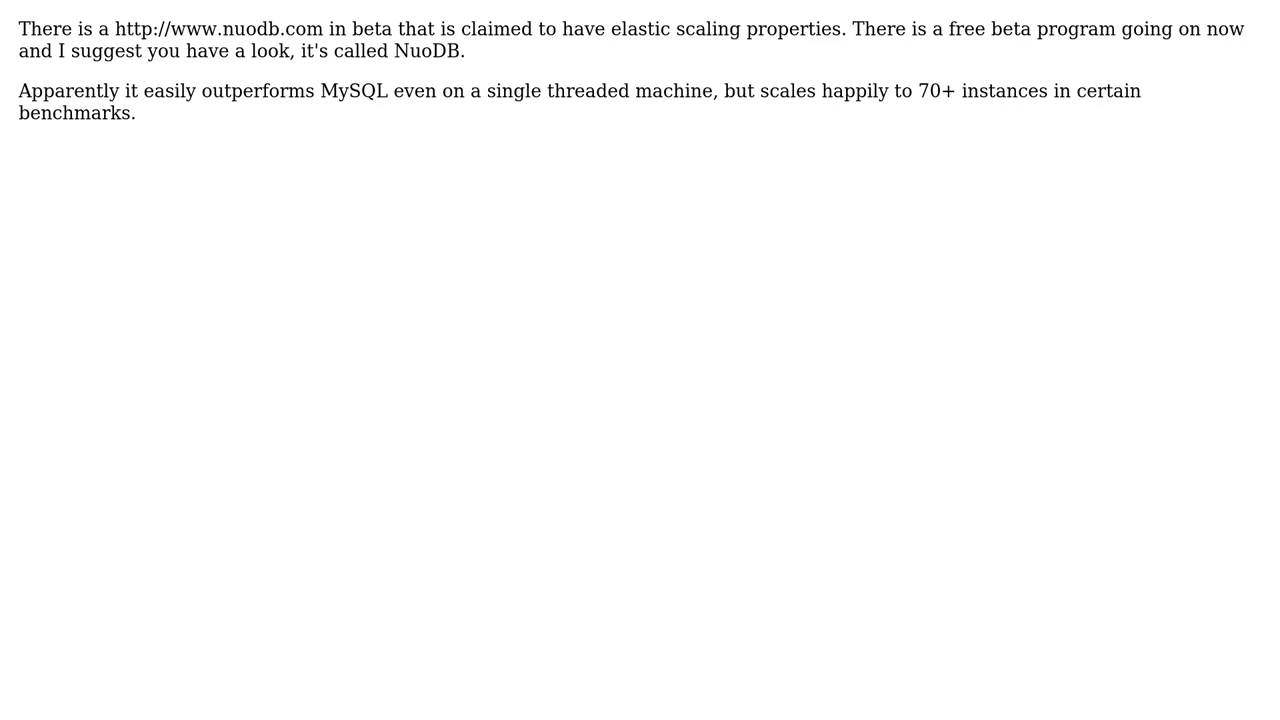 There is a http://www.nuodb.com in beta that is claimed to have elastic scaling properties. There is a free beta program going on now
and I suggest you have a look, it's called NuoDB.
Apparently it easily outperforms MySQL even on a single threaded machine, but scales happily to 70+ instances in certain
benchmarks.